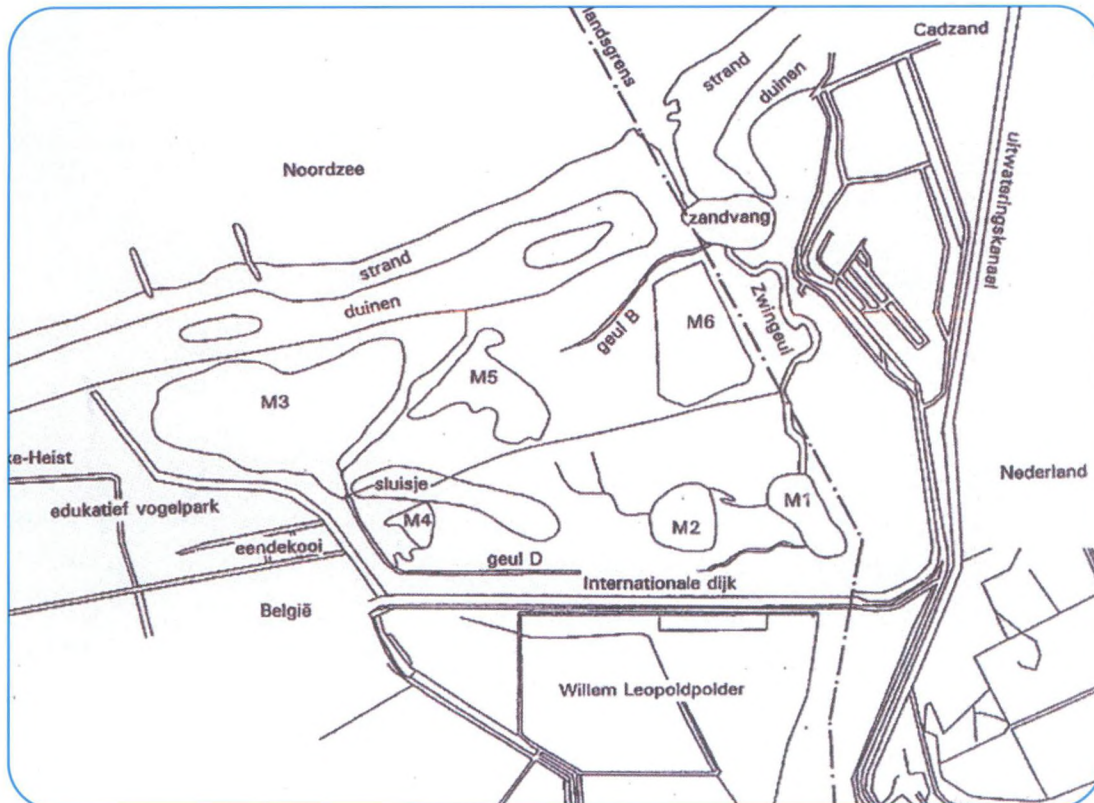 landsgrens
Cadzand
strand
duinen
uitwateringskanaal
Noordzee
zandvang
strand
duinen
geul B
Zwingeul
M6
M5
M3
ke-Heist
edukatief vogelpark
sluisje
M4
M2
M1
Nederland
eendekooi
geul D
Internationale dijk
België
Willem Leopoldpolder